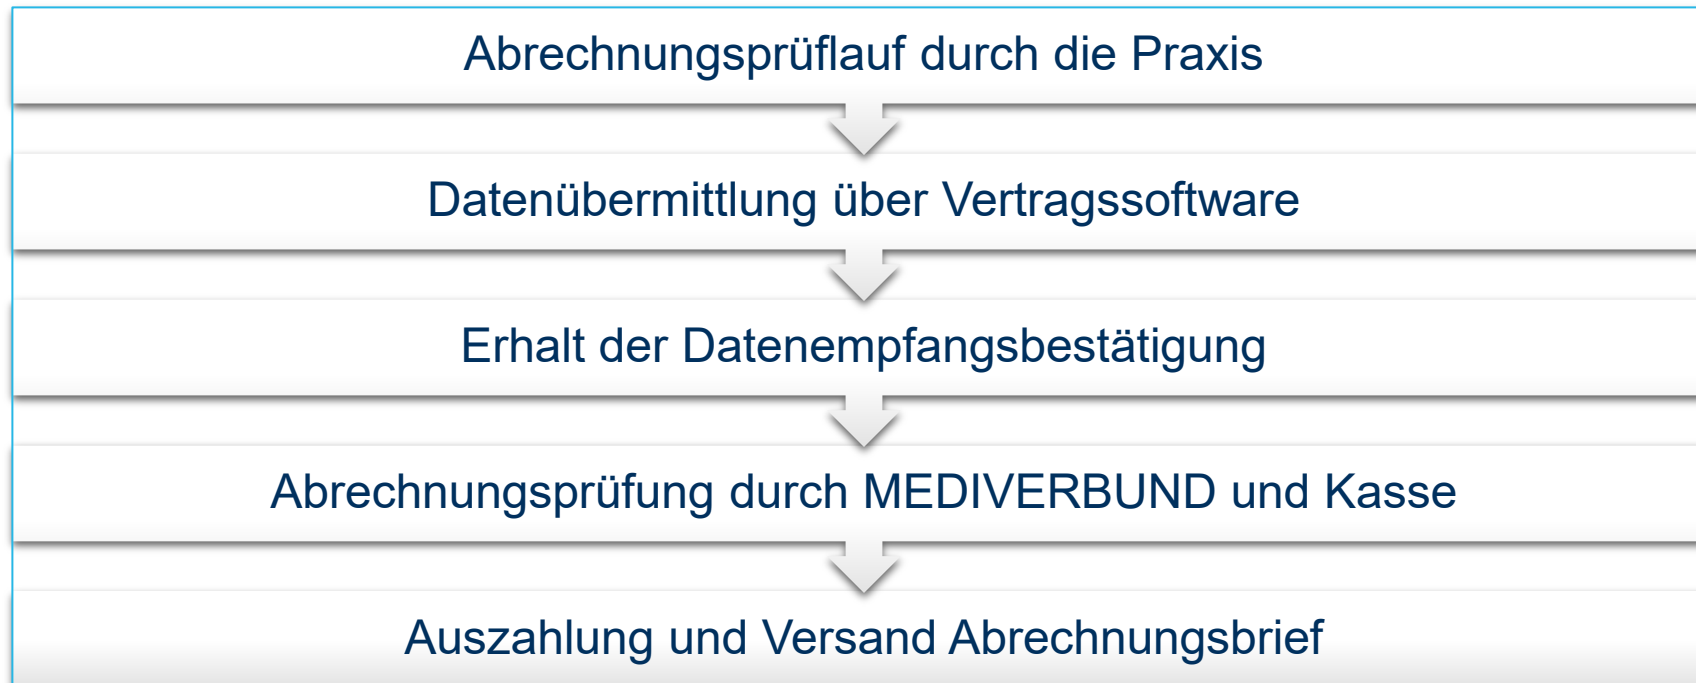 Abrechnungsprüflauf durch die Praxis
Datenübermittlung über Vertragssoftware
Erhalt der Datenempfangsbestätigung
Abrechnungsprüfung durch MEDIVERBUND und Kasse
Auszahlung und Versand Abrechnungsbrief